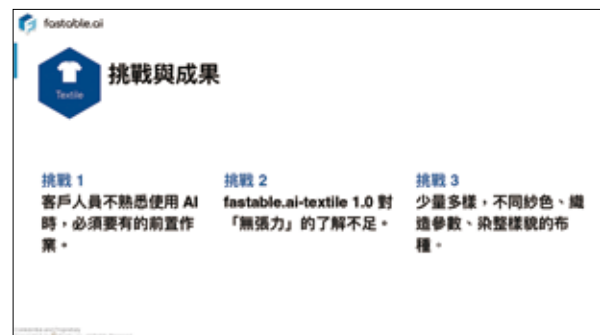 fastable.ai
Textile
挑戰與成果
挑戰 1
客戶人員不熟悉使用 AI
時，必須要有的前置作
業。
挑戰 2
fastable.ai-textile 1.0 對
「無張力」的了解不足。
挑戰 3
少量多樣，不同紗色、織
造參數、染整樣貌的布
種。